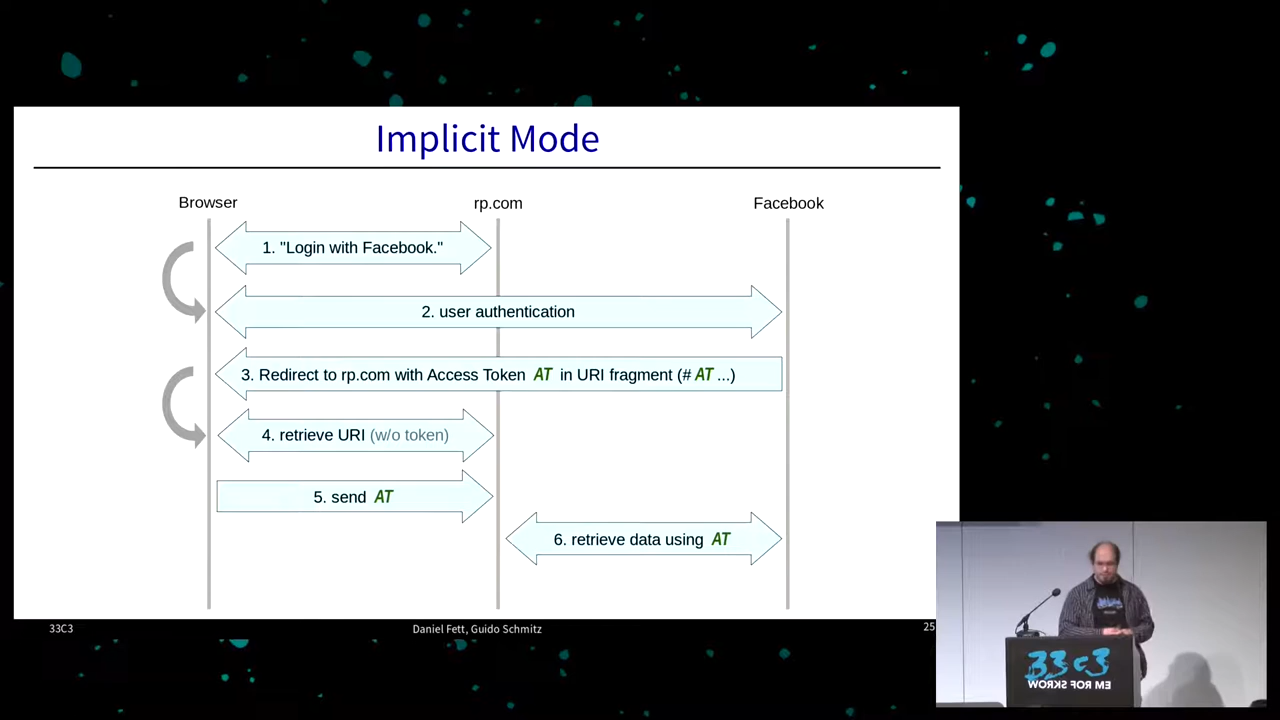 Implicit Mode
Browser
rp.com
Facebook
1. "Login with Facebook."
2. user authentication
3. Redirect to rp.com with Access Token AT in URI fragment (# AT ...)
4. retrieve URI (w/o token)
5. send AT
6. retrieve data using AT
33C3
Daniel Fett, Guido Schmitz
25
33c3
WORKS FOR ME